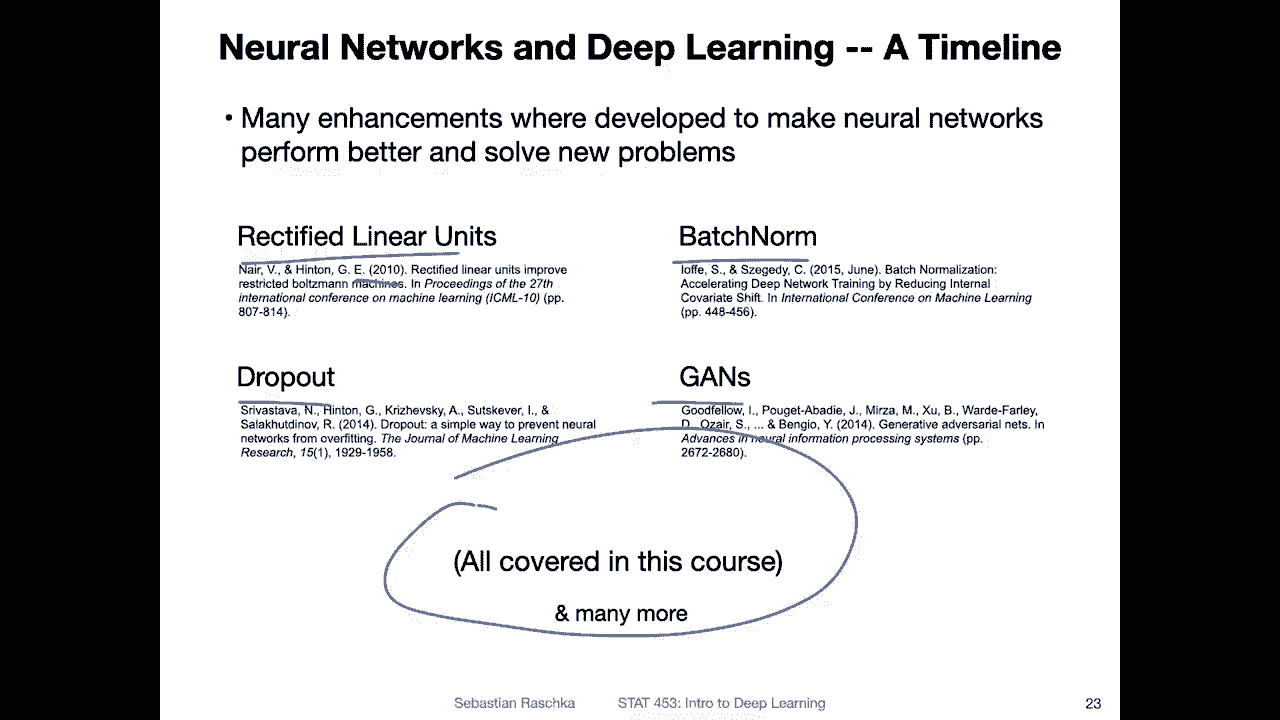 Neural Networks and Deep Learning -- A Timeline
• Many enhancements where developed to make neural networks
perform better and solve new problems
Rectified Linear Units
Nair, V., & Hinton, G. E. (2010). Rectified linear units improve
restricted boltzmann machines. In Proceedings of the 27th
international conference on machine learning (ICML-10) (pp.
807-814).
BatchNorm
Ioffe, S., & Szegedy, C. (2015, June). Batch Normalization:
Accelerating Deep Network Training by Reducing Internal
Covariate Shift. In International Conference on Machine Learning
(pp. 448-456).
Dropout
Srivastava, N., Hinton, G., Krizhevsky, A., Sutskever, I., &
Salakhutdinov, R. (2014). Dropout: a simple way to prevent neural
networks from overfitting. The Journal of Machine Learning
Research, 15(1), 1929-1958.
GANs
Goodfellow, I., Pouget-Abadie, J., Mirza, M., Xu, B., Warde-Farley,
D., Ozair, S., ... & Bengio, Y. (2014). Generative adversarial nets. In
Advances in neural information processing systems (pp.
2672-2680).
(All covered in this course)
& many more
Sebastian Raschka STAT 453: Intro to Deep Learning 23